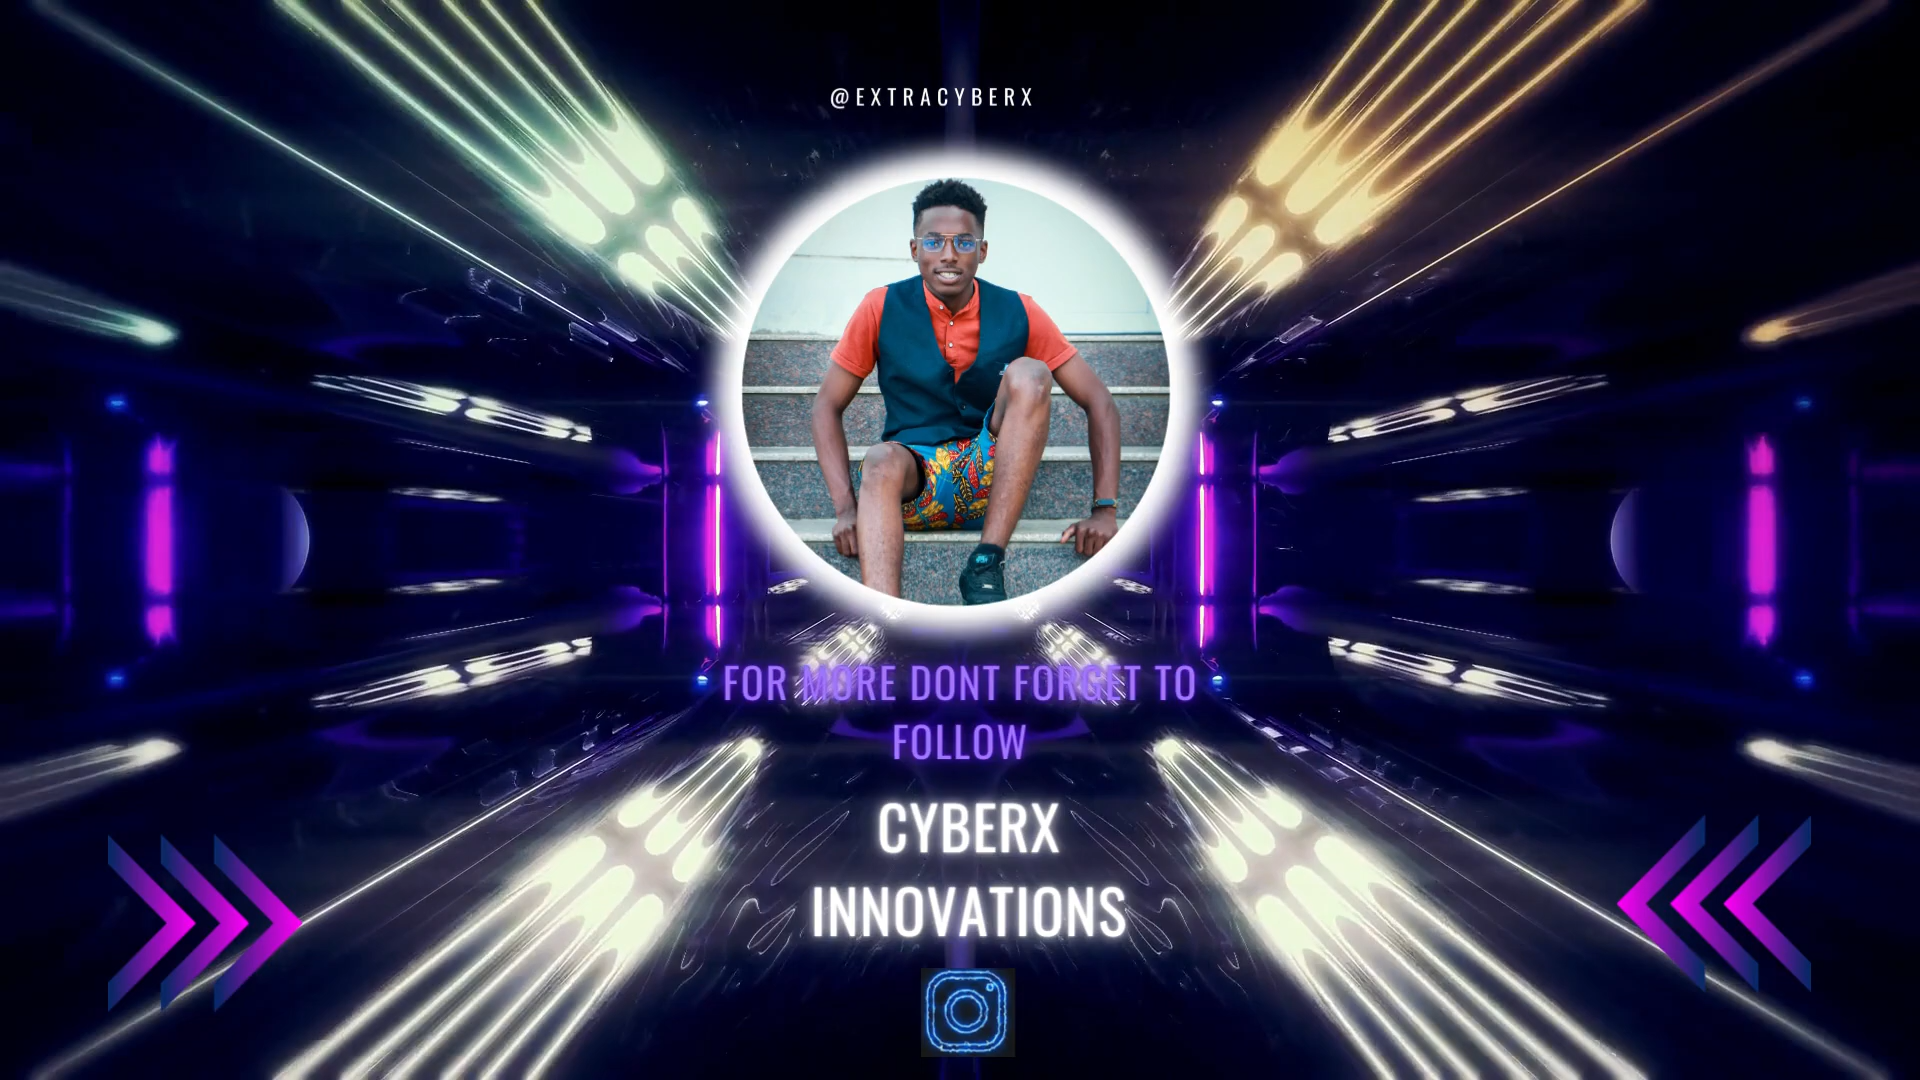 @EXTRACYBERX
FOR MORE DONT FORGET TO
FOLLOW
CYBERX
INNOVATIONS